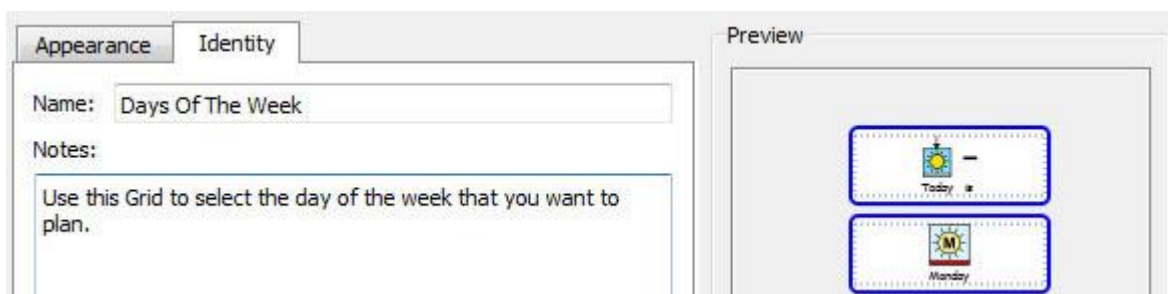 Appearance
Identity
Name: Days Of The Week
Notes:
Use this Grid to select the day of the week that you want to
plan.
Preview
Today is
M
Monday